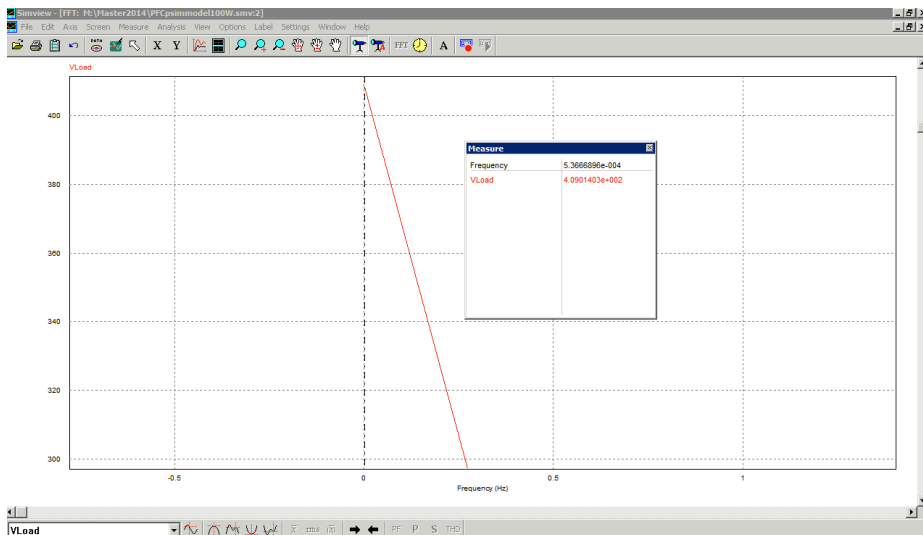 Simview - [FFT: M:\Master2014\PFCpsimmodel100W.smv:2]
File Edit Axis Screen Measure Analysis View Options Label Settings Window Help
DATA X Y FFT A
VLoad
400
380
360
340
320
300
Measure
Frequency 5.3666896e-004
VLoad 4.0901403e+002
-0.5 0 0.5 1
Frequency (Hz)
VLoad x rms |x| PF P S THD